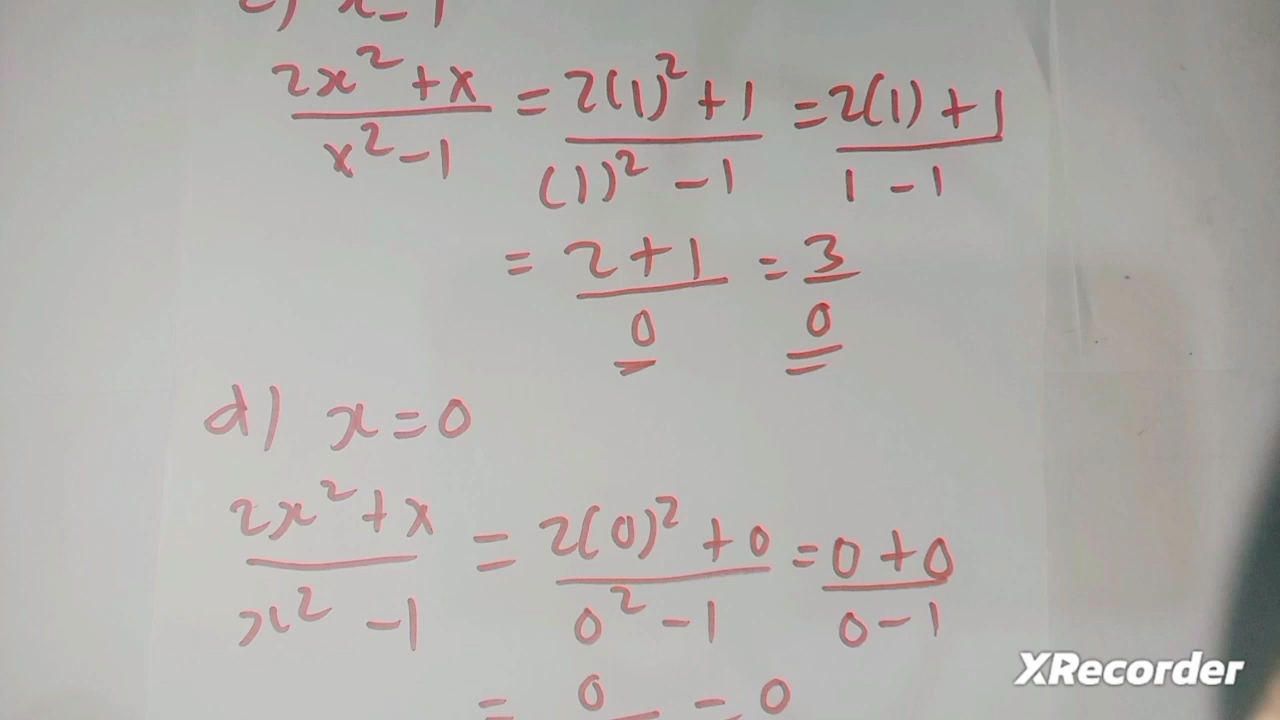 2x² + x / x² - 1 = 2(1)² + 1 / (1)² - 1 = 2(1) + 1 / 1 - 1
= 2 + 1 / 0 = 3 / 0
d) x = 0
2x² + x / x² - 1 = 2(0)² + 0 / 0² - 1 = 0 + 0 / 0 - 1
= 0 = 0
XRecorder